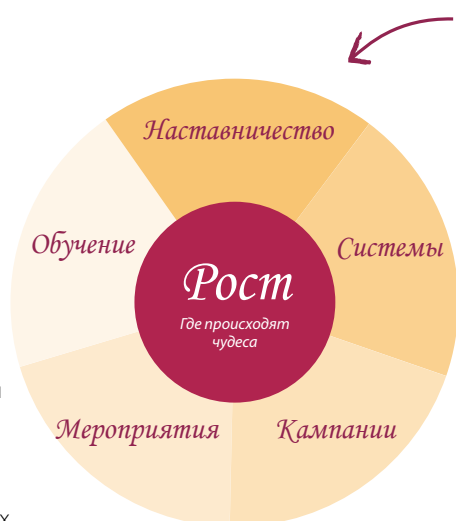 Наставничество
Обучение
Системы
Рост
Где происходят
чудеса
Мероприятия
Кампании
х